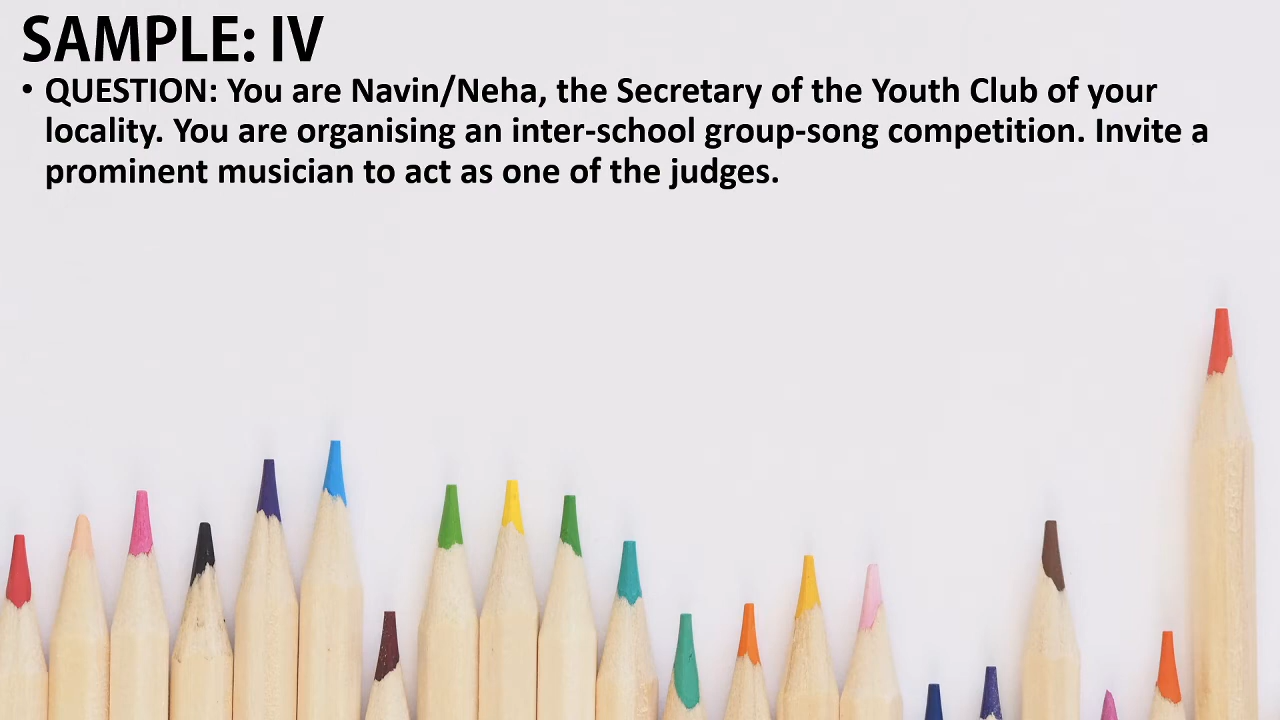 SAMPLE: IV
• QUESTION: You are Navin/Neha, the Secretary of the Youth Club of your
locality. You are organising an inter-school group-song competition. Invite a
prominent musician to act as one of the judges.